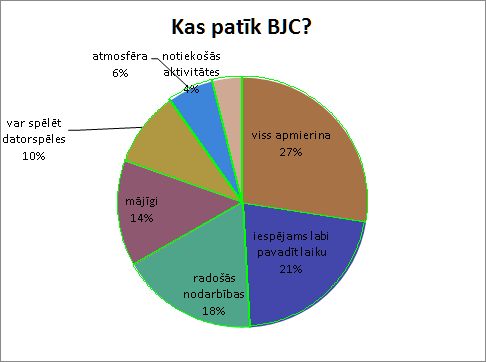 Kas patīk BJC?
atmosfēra
6%
notiekošās
aktivitātes
4%
viss apmierina
27%
var spēlēt
datorspēles
10%
mājīgi
14%
iespējams labi
pavadīt laiku
21%
radošās
nodarbības
18%